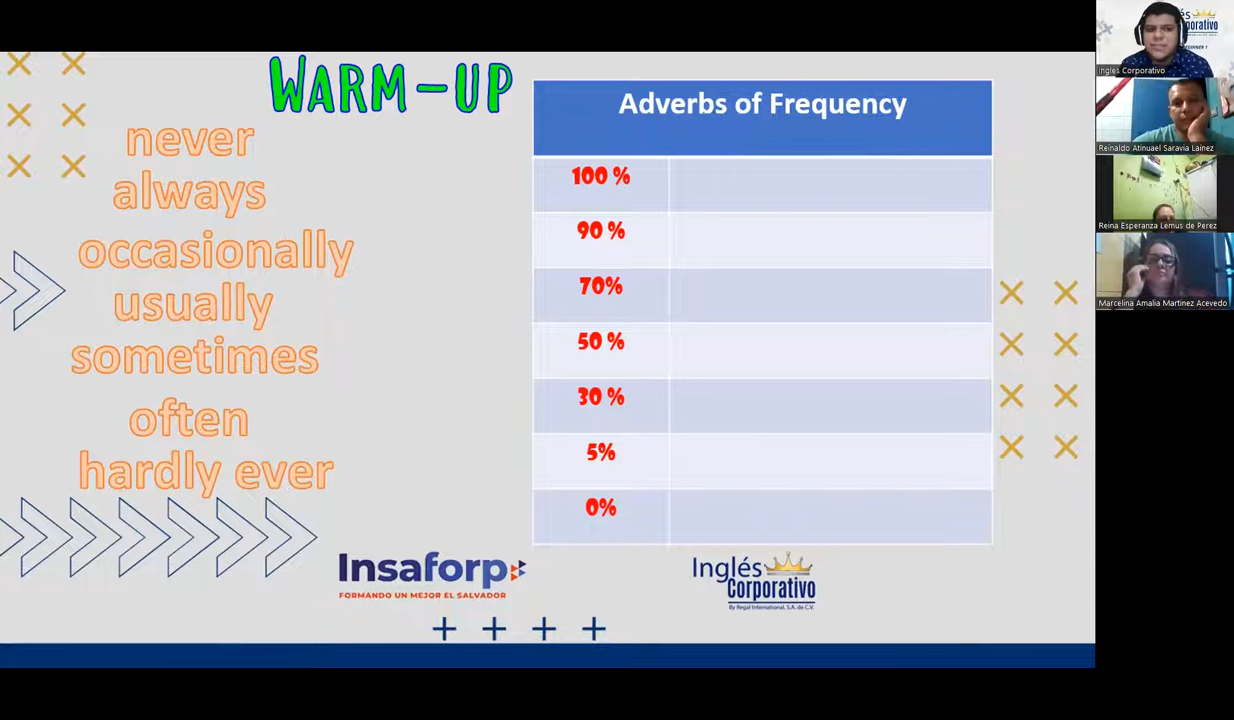 WARM-UP
never
always
occasionally
usually
sometimes
often
hardly ever
Adverbs of Frequency
100 %
90 %
70%
50 %
30 %
5%
0%
Insaforp
FORMANDO UN MEJOR EL SALVADOR
Inglés
Corporativo
By Regal International, S.A. de C.V.
Inglés Corporativo
Reinaldo Atinuael Saravia Lainez
Reina Esperanza Lemus de Perez
Marcelina Amalia Martinez Acevedo